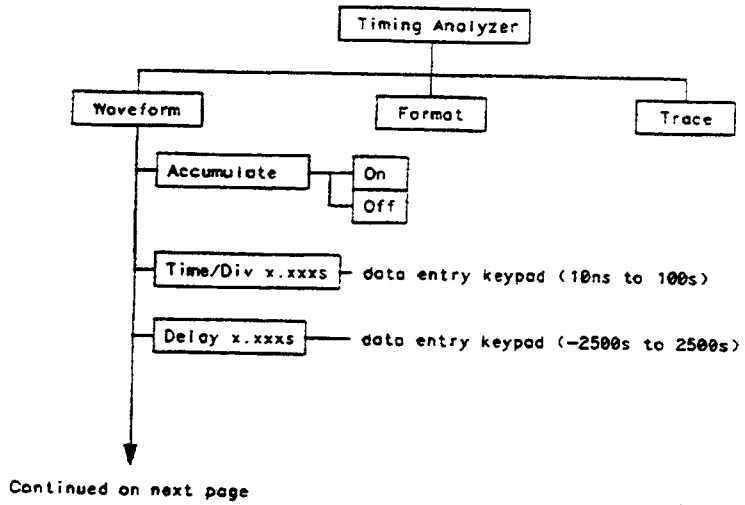 Timing Analyzer
Waveform
Format
Trace
Accumulate
On
Off
Time/Div x.xxxs
data entry keypad (10ns to 100s)
Delay x.xxxs
data entry keypad (-2500s to 2500s)
Continued on next page